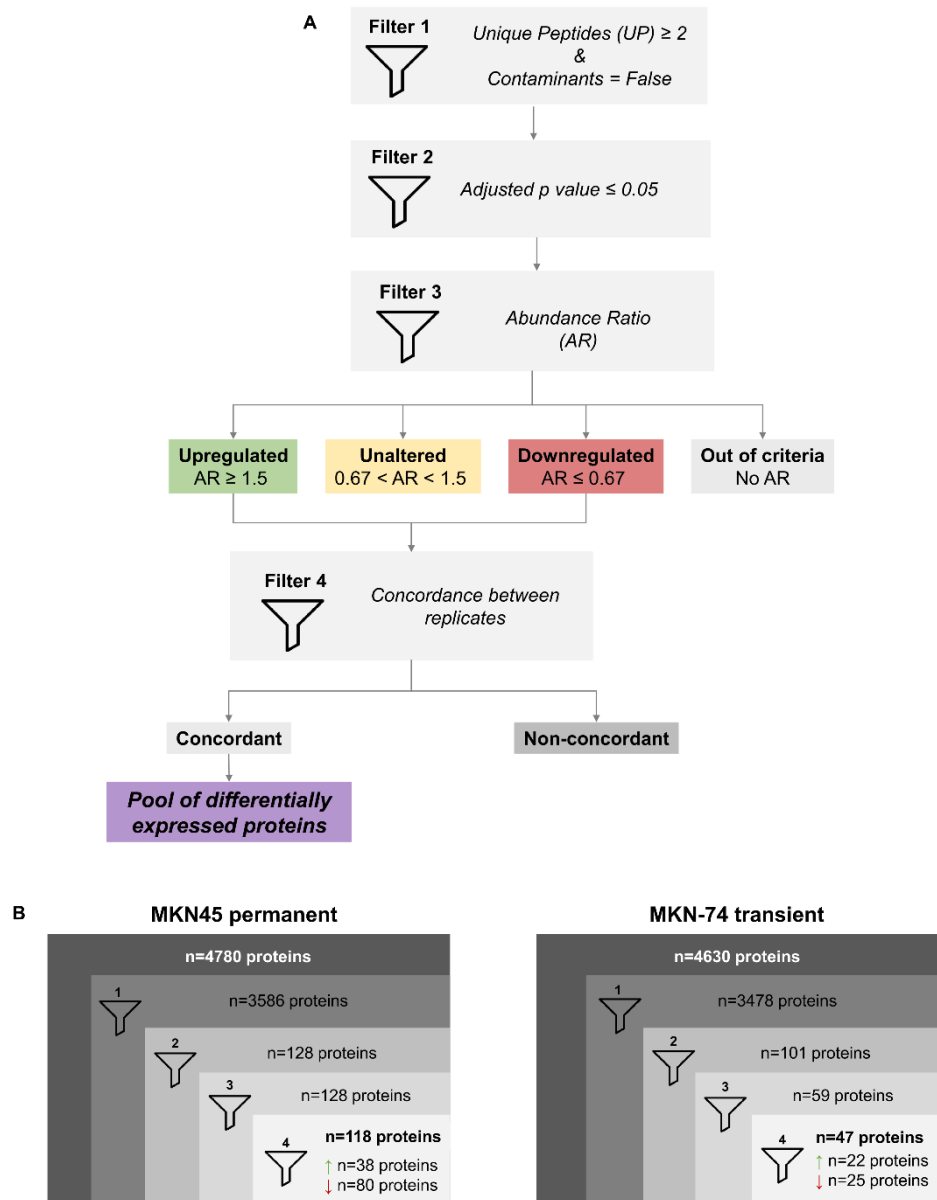 A
Filter 1
Unique Peptides (UP) ≥ 2
&
Contaminants = False
Filter 2
Adjusted p value ≤ 0.05
Filter 3
Abundance Ratio
(AR)
Upregulated
AR ≥ 1.5
Unaltered
0.67 < AR < 1.5
Downregulated
AR ≤ 0.67
Out of criteria
No AR
Filter 4
Concordance between
replicates
Concordant
Non-concordant
Pool of differentially
expressed proteins
B
MKN45 permanent
n=4780 proteins
1
n=3586 proteins
2
n=128 proteins
3
n=128 proteins
4
n=118 proteins
↑ n=38 proteins
↓ n=80 proteins
MKN-74 transient
n=4630 proteins
1
n=3478 proteins
2
n=101 proteins
3
n=59 proteins
4
n=47 proteins
↑ n=22 proteins
↓ n=25 proteins